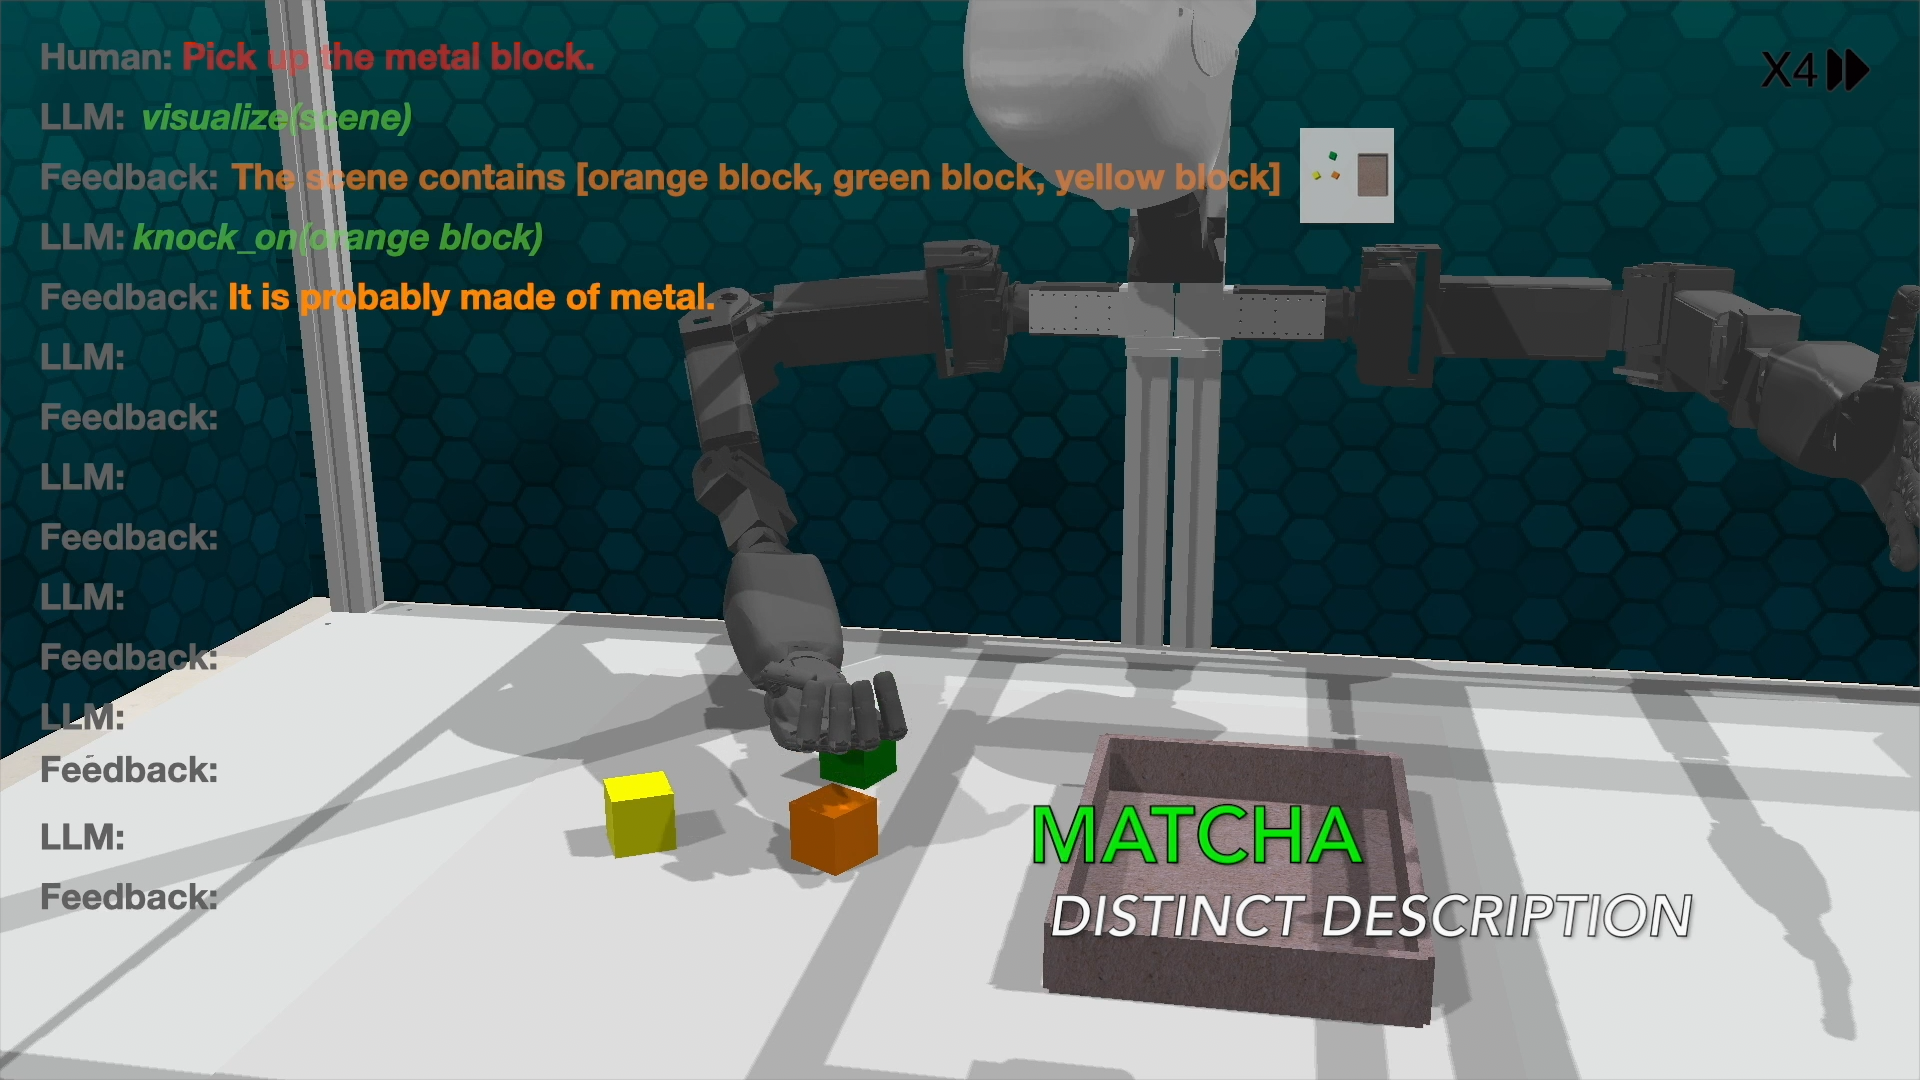 Human: Pick up the metal block.
X4
LLM: visualize(scene)
Feedback: The scene contains [orange block, green block, yellow block]
LLM: knock_on(orange block)
Feedback: It is probably made of metal.
LLM:
Feedback:
LLM:
Feedback:
LLM:
Feedback:
LLM:
Feedback:
LLM:
Feedback:
MATCHA
DISTINCT DESCRIPTION